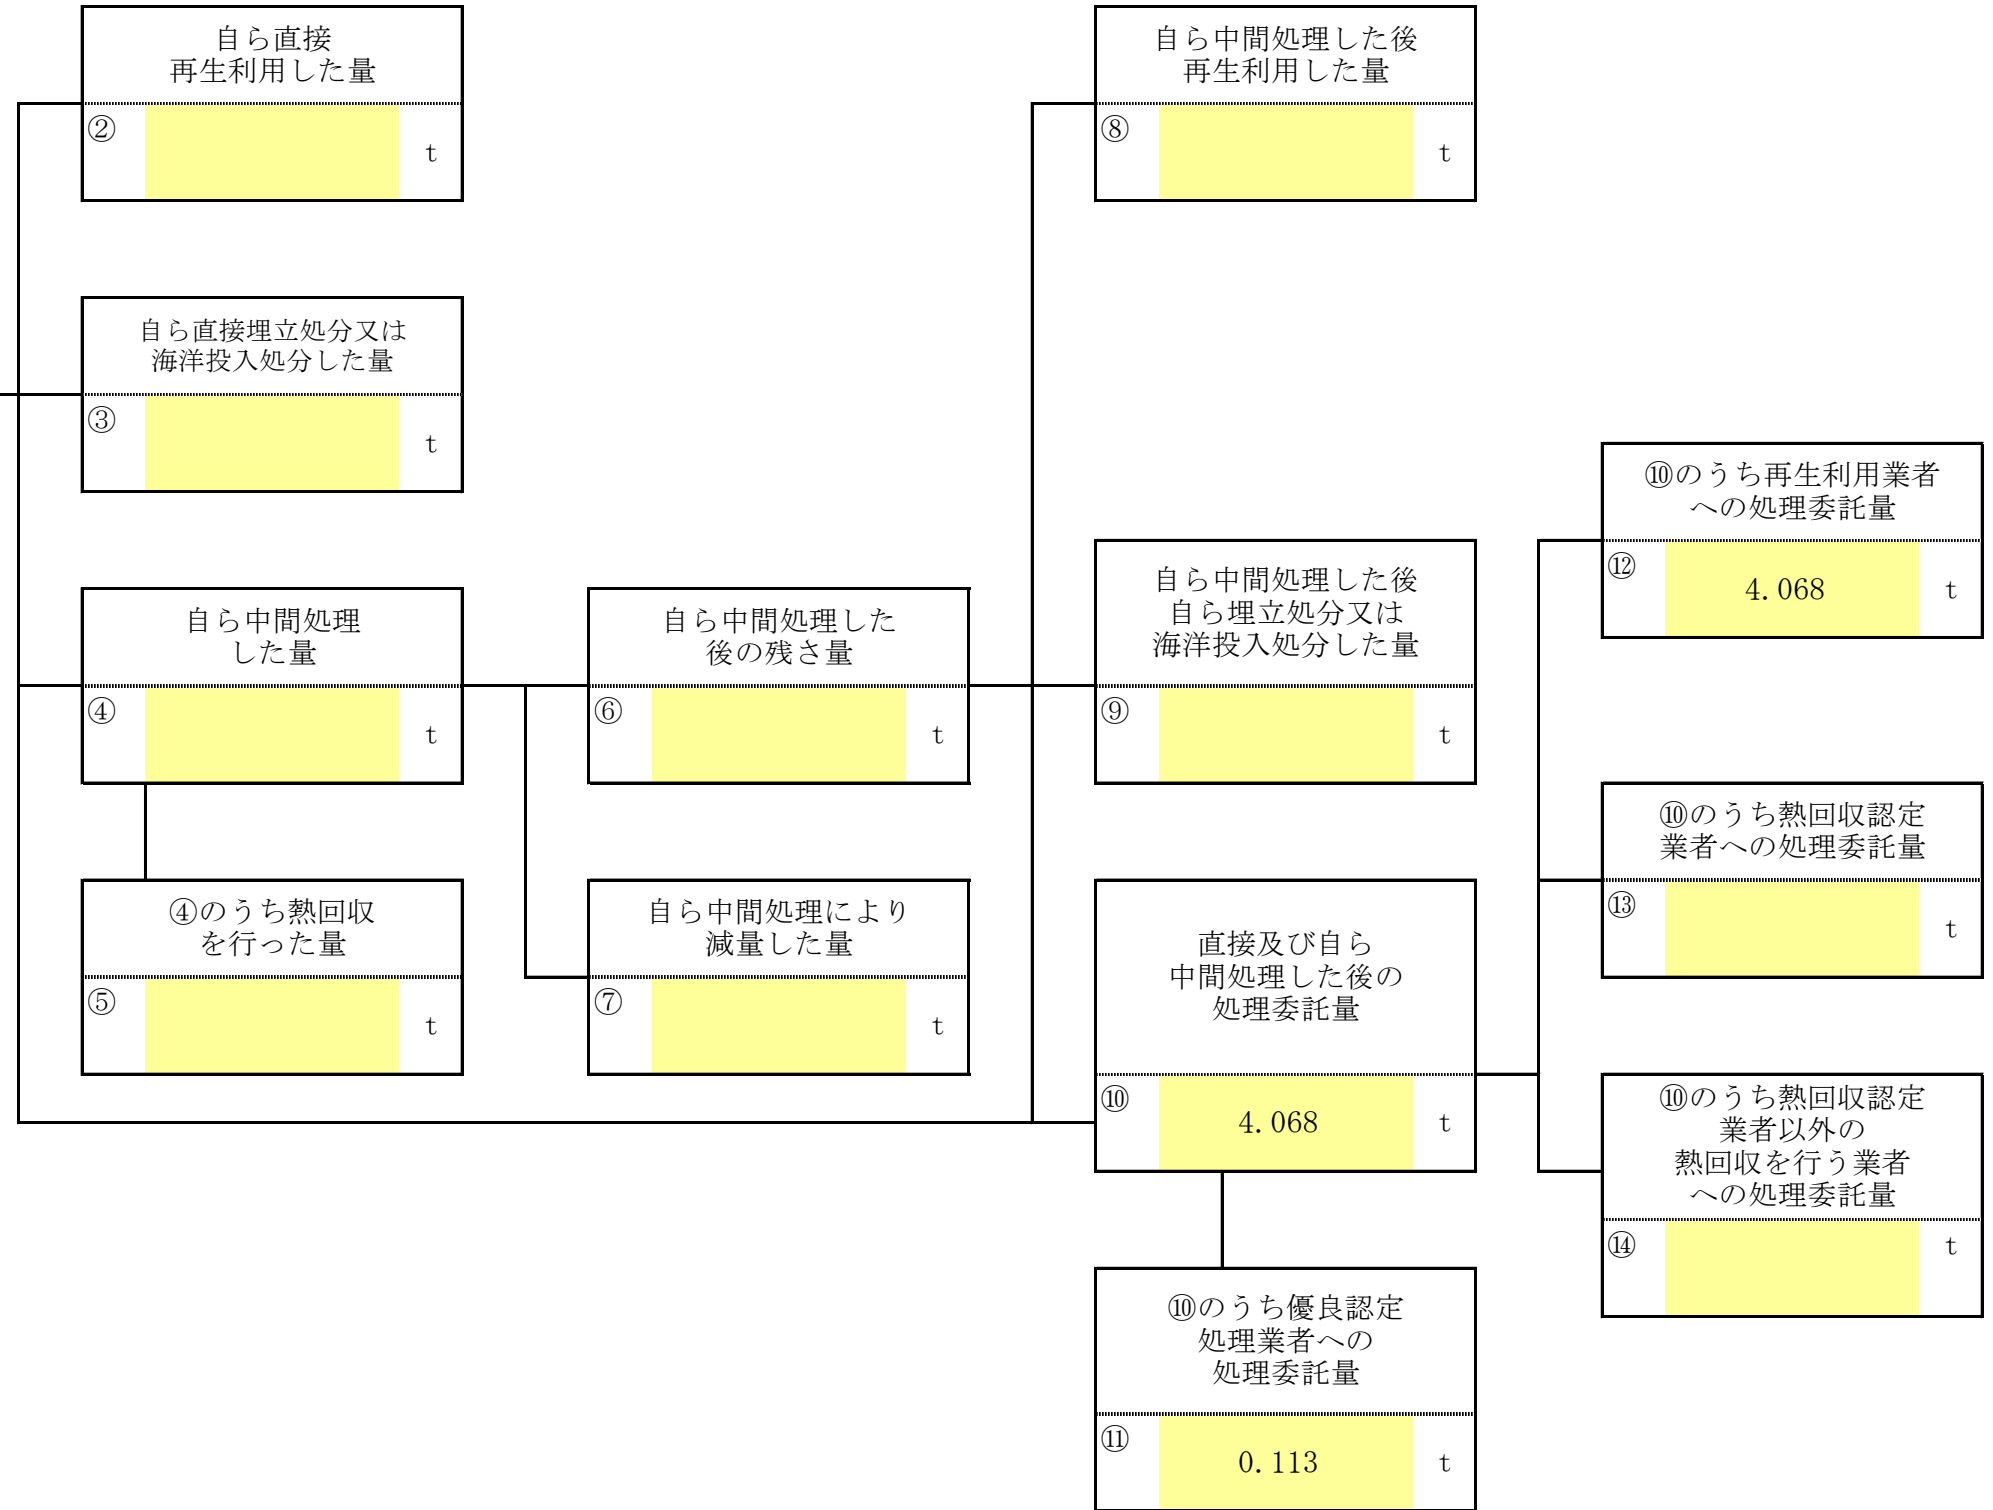 自ら直接
再生利用した量
②
t
自ら中間処理した後
再生利用した量
⑧
t
自ら直接埋立処分又は
海洋投入処分した量
③
t
⑩のうち再生利用業者
への処理委託量
⑫
4.068
t
自ら中間処理
した量
④
t
自ら中間処理した
後の残さ量
⑥
t
自ら中間処理した後
自ら埋立処分又は
海洋投入処分した量
⑨
t
⑩のうち熱回収認定
業者への処理委託量
⑬
t
④のうち熱回収
を行った量
⑤
t
自ら中間処理により
減量した量
⑦
t
直接及び自ら
中間処理した後の
処理委託量
⑩
4.068
t
⑩のうち熱回収認定
業者以外の
熱回収を行う業者
への処理委託量
⑭
t
⑩のうち優良認定
処理業者への
処理委託量
⑪
0.113
t